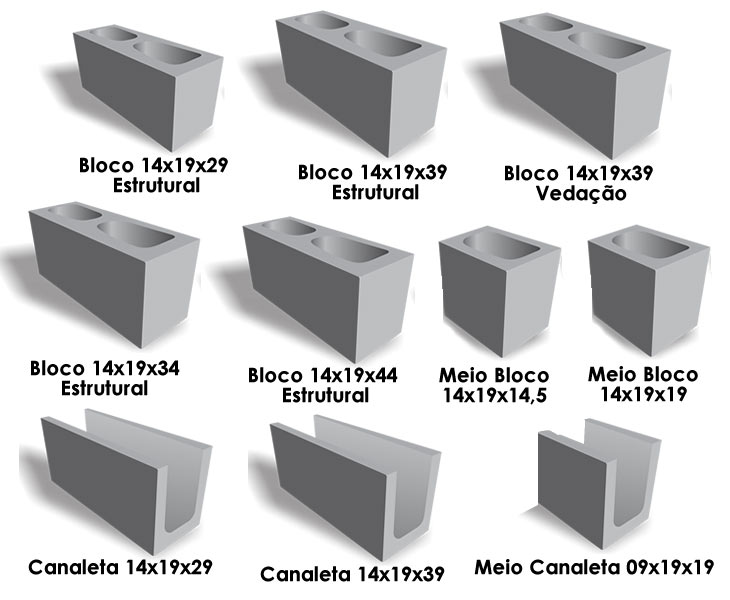 Bloco 14x19x29
Estrutural
Bloco 14x19x39
Estrutural
Bloco 14x19x39
Vedação
Bloco 14x19x34
Estrutural
Bloco 14x19x44
Estrutural
Meio Bloco
14x19x14,5
Meio Bloco
14x19x19
Canaleta 14x19x29
Canaleta 14x19x39
Meio Canaleta 09x19x19